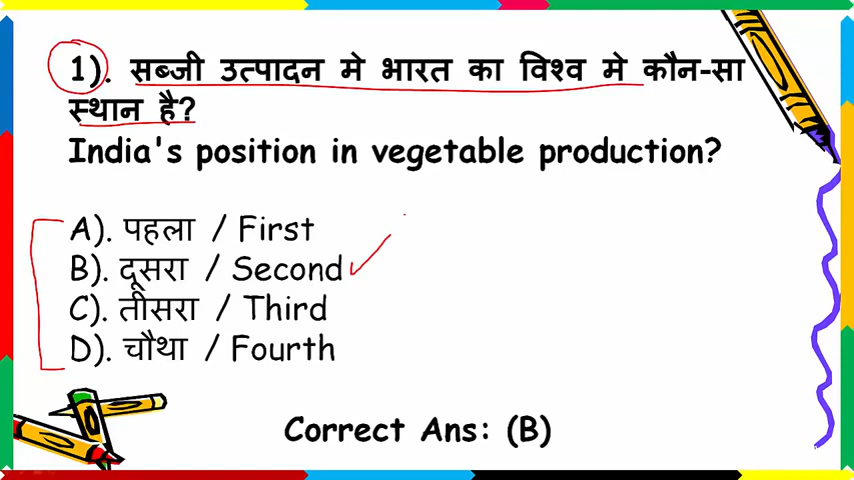 1). सब्जी उत्पादन मे भारत का विश्व मे कौन-सा
स्थान है?
India's position in vegetable production?
A). पहला / First
B). दूसरा / Second
C). तीसरा / Third
D). चौथा / Fourth
Correct Ans: (B)